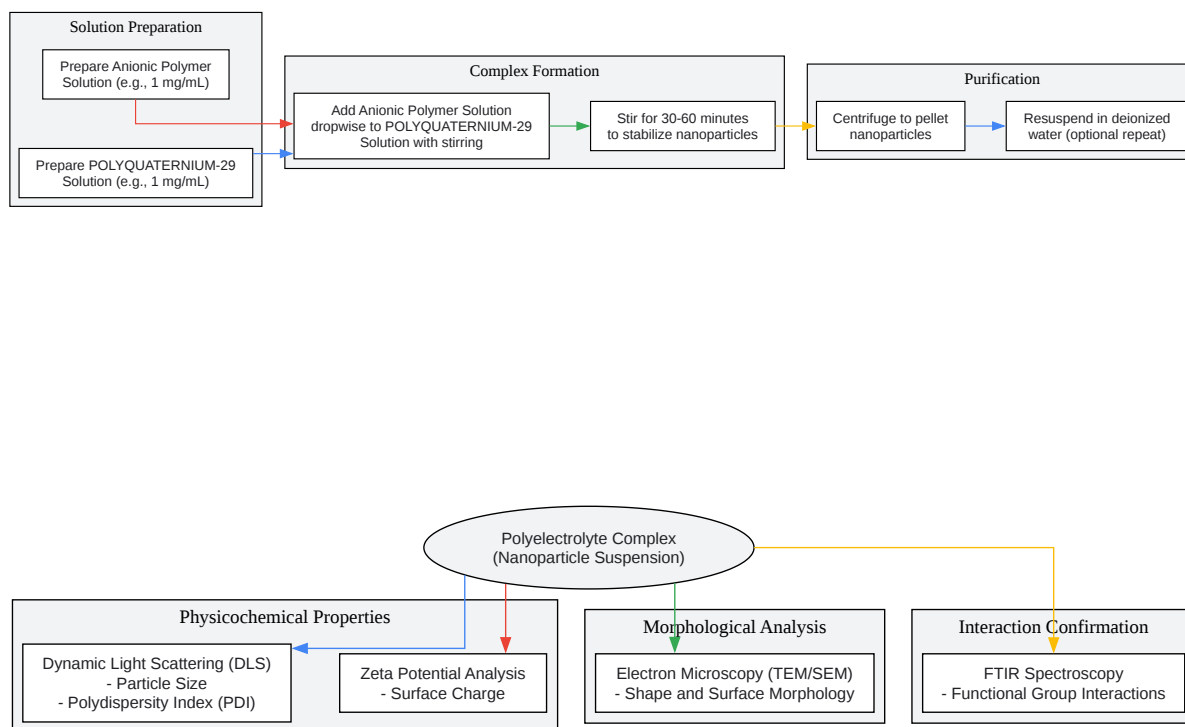 Solution Preparation
Prepare Anionic Polymer
Solution (e.g., 1 mg/mL)
Prepare POLYQUATERNIUM-29
Solution (e.g., 1 mg/mL)
Complex Formation
Add Anionic Polymer Solution
dropwise to POLYQUATERNIUM-29
Solution with stirring
Stir for 30-60 minutes
to stabilize nanoparticles
Purification
Centrifuge to pellet
nanoparticles
Resuspend in deionized
water (optional repeat)
Polyelectrolyte Complex
(Nanoparticle Suspension)
Physicochemical Properties
Dynamic Light Scattering (DLS)
- Particle Size
- Polydispersity Index (PDI)
Zeta Potential Analysis
- Surface Charge
Morphological Analysis
Electron Microscopy (TEM/SEM)
- Shape and Surface Morphology
Interaction Confirmation
FTIR Spectroscopy
- Functional Group Interactions